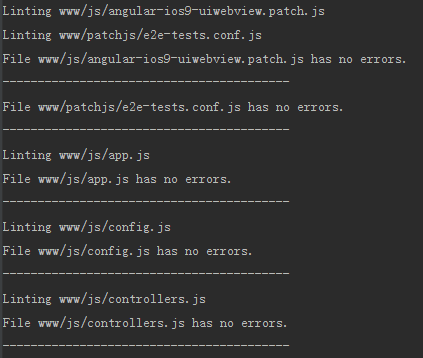 Linting www/js/angular-ios9-uiwebview.patch.js
Linting www/patchjs/e2e-tests.conf.js
File www/js/angular-ios9-uiwebview.patch.js has no errors.
-----------------------------------------
File www/patchjs/e2e-tests.conf.js has no errors.
-----------------------------------------
Linting www/js/app.js
File www/js/app.js has no errors.
-----------------------------------------
Linting www/js/config.js
File www/js/config.js has no errors.
-----------------------------------------
Linting www/js/controllers.js
File www/js/controllers.js has no errors.
-----------------------------------------